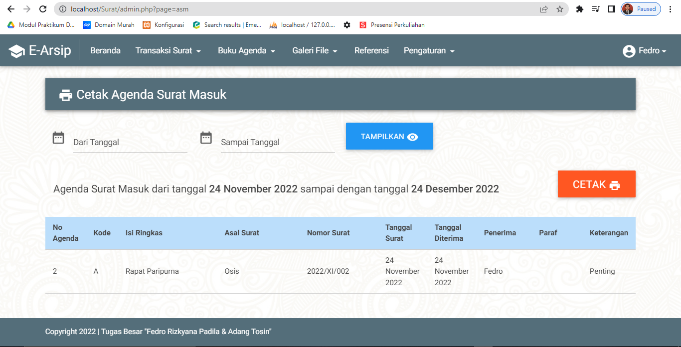 localhost/Surat/admin.php?page=asm
Paused
Modul Praktikum D...
Domain Murah
Konfigurasi
Search results | Ema...
localhost / 127.0.0....
Presensi Perkuliahan
E-Arsip
Beranda
Transaksi Surat
Buku Agenda
Galeri File
Referensi
Pengaturan
Fedro
Cetak Agenda Surat Masuk
Dari Tanggal
Sampai Tanggal
TAMPILKAN
Agenda Surat Masuk dari tanggal 24 November 2022 sampai dengan tanggal 24 Desember 2022
CETAK
No Agenda
Kode
Isi Ringkas
Asal Surat
Nomor Surat
Tanggal Surat
Tanggal Diterima
Penerima
Paraf
Keterangan
2
A
Rapat Paripurna
Osis
2022/XI/002
24 November 2022
24 November 2022
Fedro
Penting
Copyright 2022 | Tugas Besar "Fedro Rizkyana Padila & Adang Tosin"